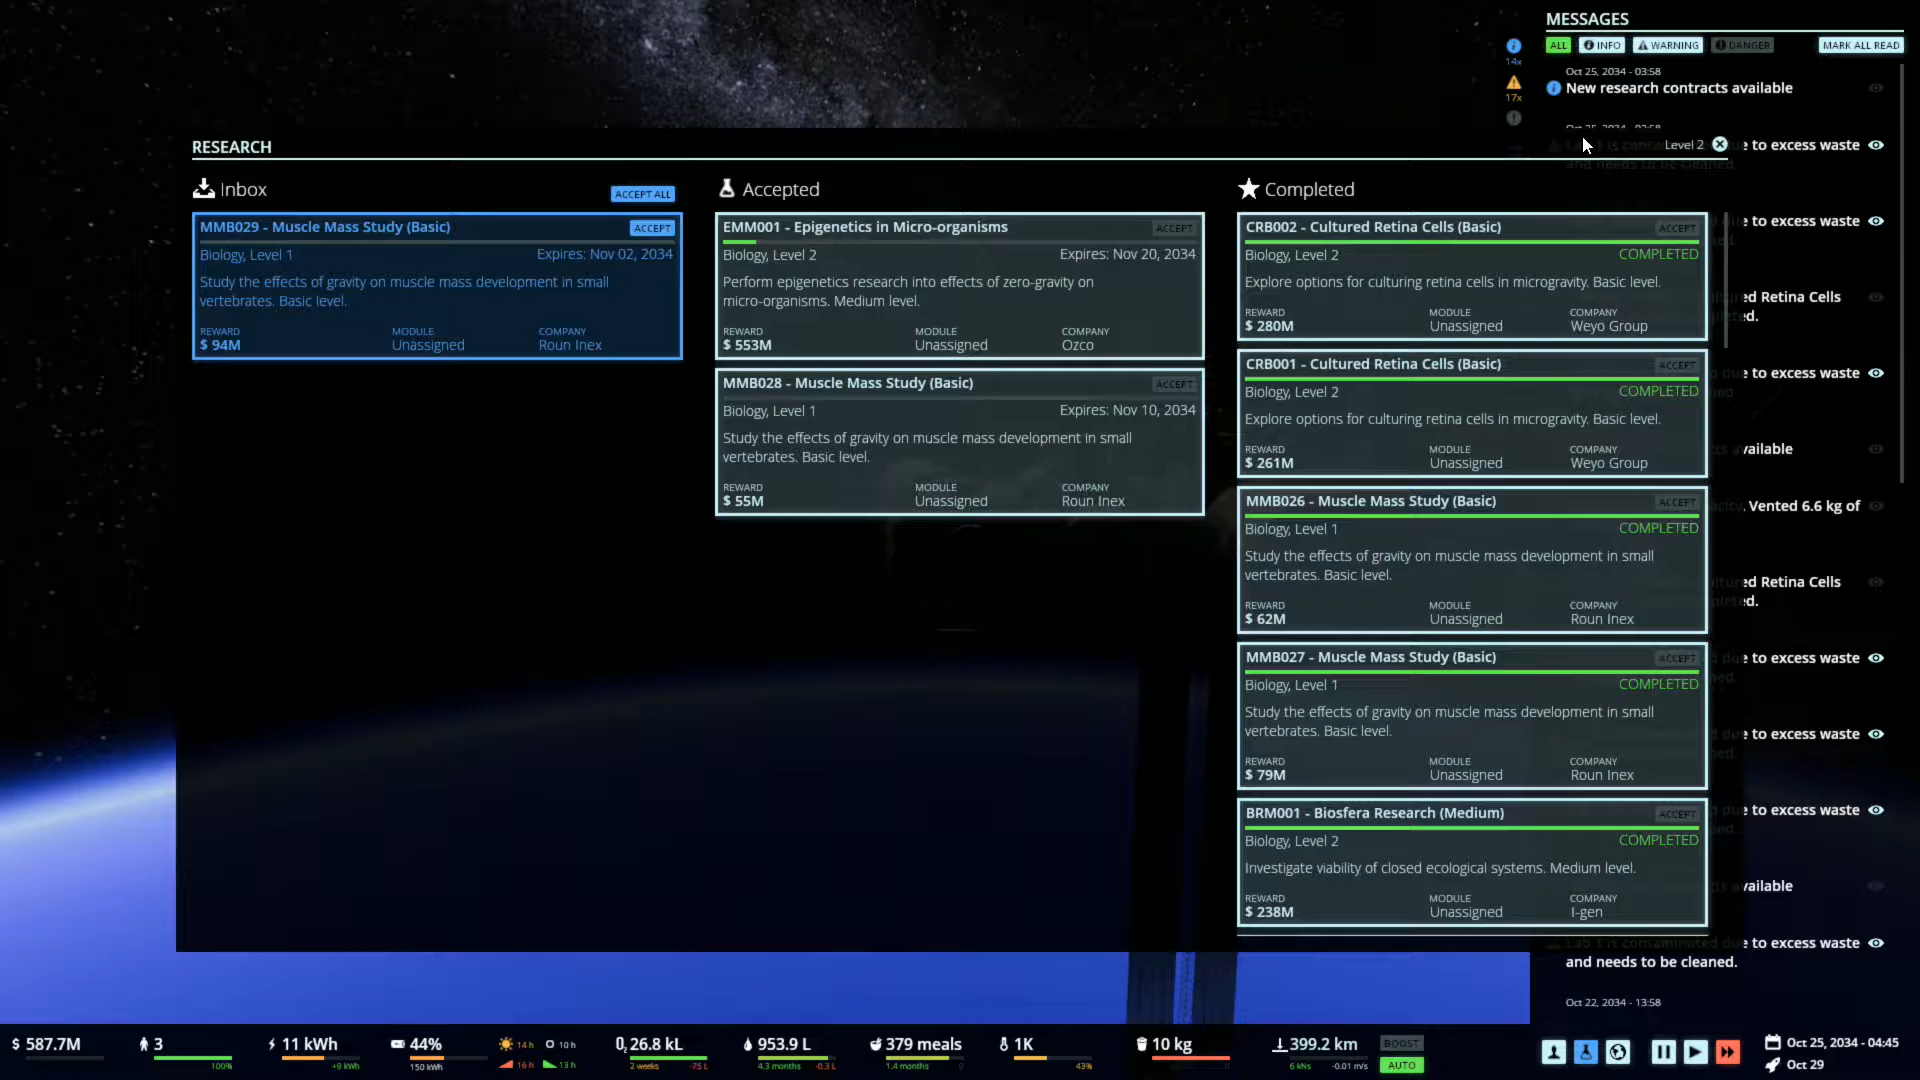 MESSAGES
ALL INFO WARNING DANGER MARK ALL READ
14x
17x
Oct 25, 2034 - 03:58
New research contracts available
RESEARCH
Level 2
Inbox
ACCEPT ALL
MMB029 - Muscle Mass Study (Basic) ACCEPT
Biology, Level 1 Expires: Nov 02, 2034
Study the effects of gravity on muscle mass development in small
vertebrates. Basic level.
REWARD MODULE COMPANY
$ 94M Unassigned Roun Inex
Accepted
EMM001 - Epigenetics in Micro-organisms ACCEPT
Biology, Level 2 Expires: Nov 20, 2034
Perform epigenetics research into effects of zero-gravity on
micro-organisms. Medium level.
REWARD MODULE COMPANY
$ 553M Unassigned Ozco
MMB028 - Muscle Mass Study (Basic) ACCEPT
Biology, Level 1 Expires: Nov 10, 2034
Study the effects of gravity on muscle mass development in small
vertebrates. Basic level.
REWARD MODULE COMPANY
$ 55M Unassigned Roun Inex
Completed
CRB002 - Cultured Retina Cells (Basic) ACCEPT
Biology, Level 2 COMPLETED
Explore options for culturing retina cells in microgravity. Basic level.
REWARD MODULE COMPANY
$ 280M Unassigned Weyo Group
CRB001 - Cultured Retina Cells (Basic) ACCEPT
Biology, Level 2 COMPLETED
Explore options for culturing retina cells in microgravity. Basic level.
REWARD MODULE COMPANY
$ 261M Unassigned Weyo Group
MMB026 - Muscle Mass Study (Basic) ACCEPT
Biology, Level 1 COMPLETED
Study the effects of gravity on muscle mass development in small
vertebrates. Basic level.
REWARD MODULE COMPANY
$ 62M Unassigned Roun Inex
MMB027 - Muscle Mass Study (Basic) ACCEPT
Biology, Level 1 COMPLETED
Study the effects of gravity on muscle mass development in small
vertebrates. Basic level.
REWARD MODULE COMPANY
$ 79M Unassigned Roun Inex
BRM001 - Biosfera Research (Medium) ACCEPT
Biology, Level 2 COMPLETED
Investigate viability of closed ecological systems. Medium level.
REWARD MODULE COMPANY
$ 238M Unassigned I-gen
to excess waste
to excess waste
Retina Cells
to excess waste
Vented 6.6 kg of
Retina Cells
to excess waste
to excess waste
to excess waste
Lab 1 is contaminated due to excess waste
and needs to be cleaned.
Oct 22, 2034 - 13:58
$ 587.7M 3 11 kWh 44% 14 h 10 h 26.8 kL 953.9 L 379 meals 1K 10 kg 399.2 km BOOST
100% +9 kWh 150 kWh 16 h 13 h 2 weeks -75 L 4.3 months -0.3 L 1.4 months 0 43% 0 6 kNs -0.01 m/s AUTO
Oct 25, 2034 - 04:45
Oct 29